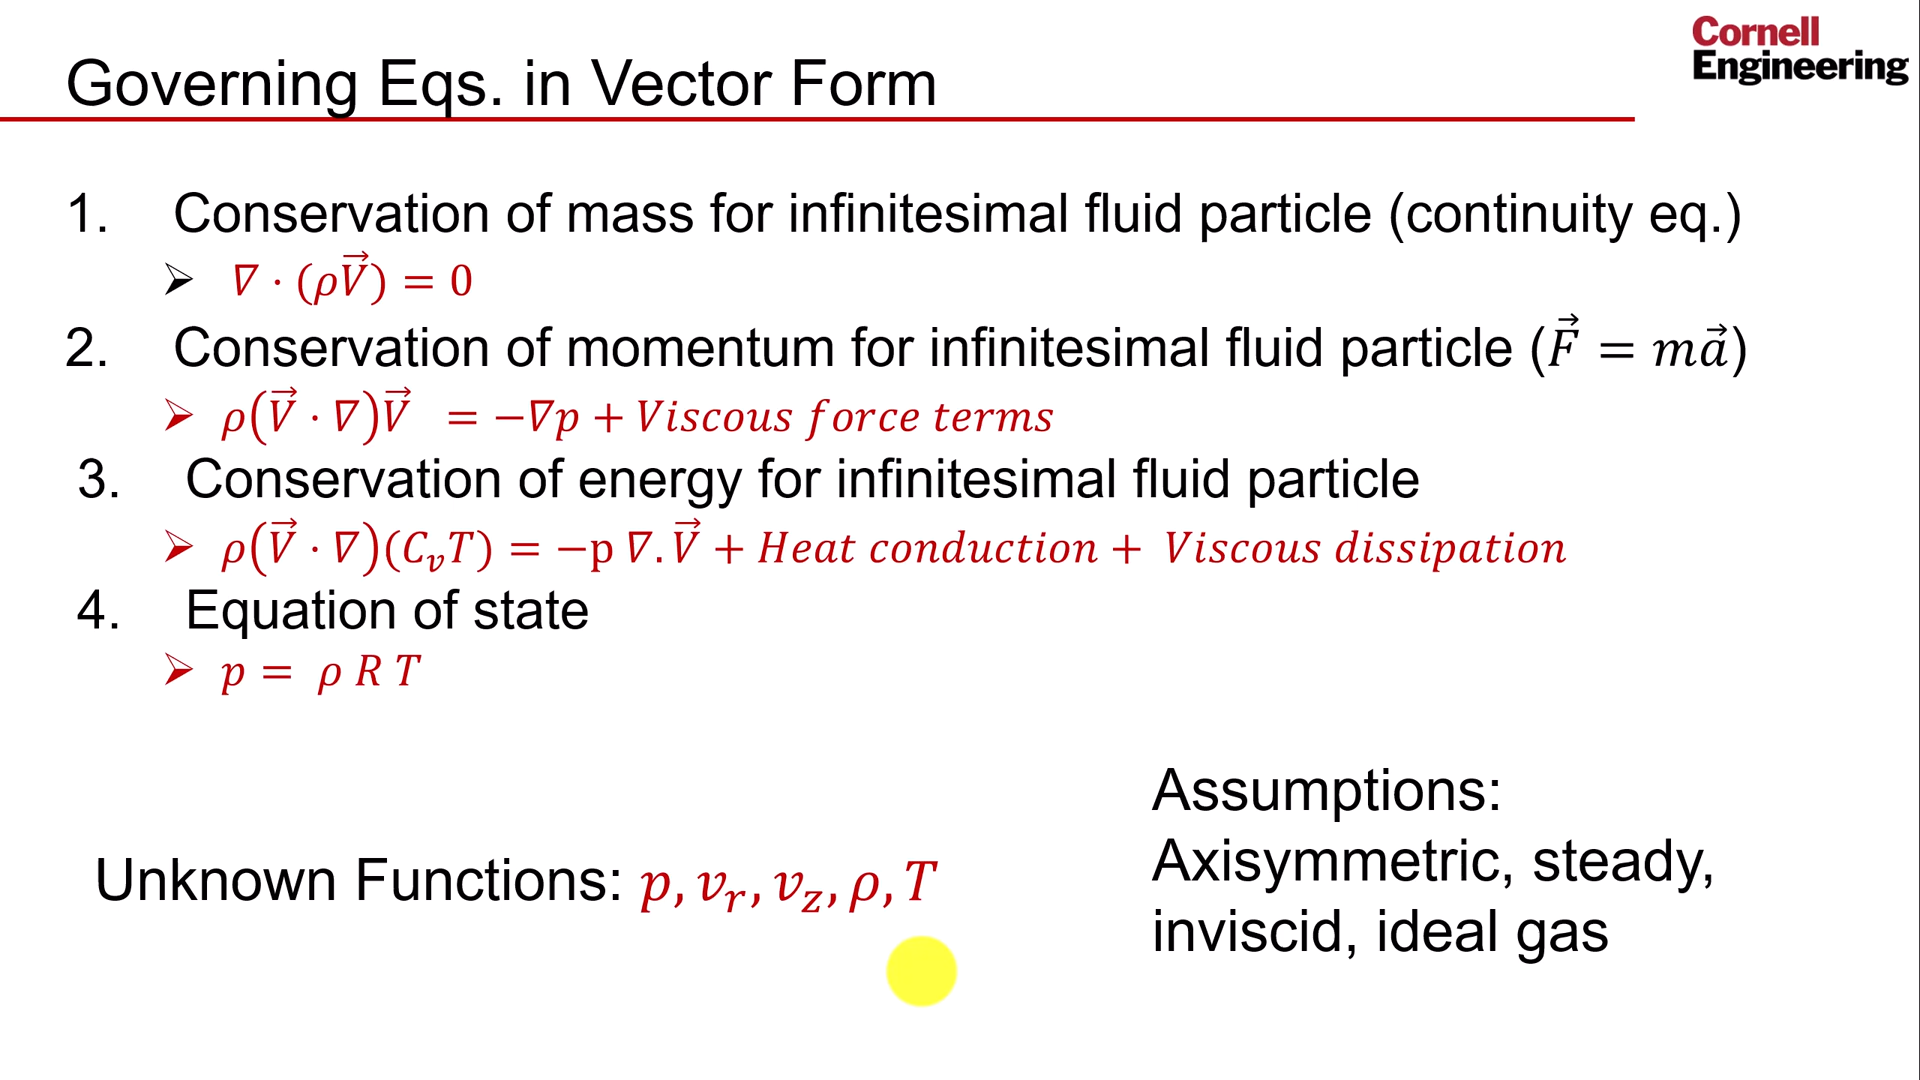 Cornell
Engineering
Governing Eqs. in Vector Form
1. Conservation of mass for infinitesimal fluid particle (continuity eq.)
➢ ∇ · (ρV⃗) = 0
2. Conservation of momentum for infinitesimal fluid particle (F⃗ = ma⃗)
➢ ρ(V⃗ · ∇)V⃗ = −∇p + Viscous force terms
3. Conservation of energy for infinitesimal fluid particle
➢ ρ(V⃗ · ∇)(CᵥT) = −p ∇.V⃗ + Heat conduction + Viscous dissipation
4. Equation of state
➢ p = ρ R T
Unknown Functions: p, v_r, v_z, ρ, T
Assumptions:
Axisymmetric, steady,
inviscid, ideal gas